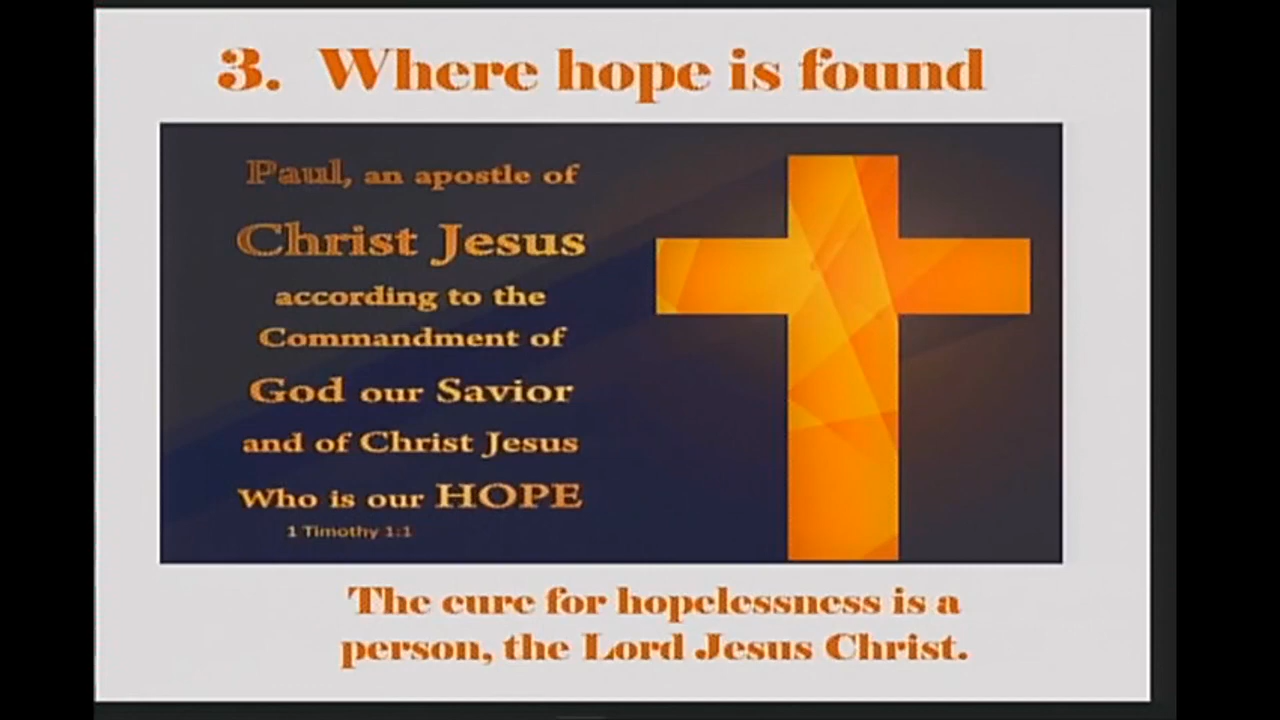 3. Where hope is found
Paul, an apostle of
Christ Jesus
according to the
Commandment of
God our Savior
and of Christ Jesus
Who is our HOPE
1 Timothy 1:1
The cure for hopelessness is a
person, the Lord Jesus Christ.